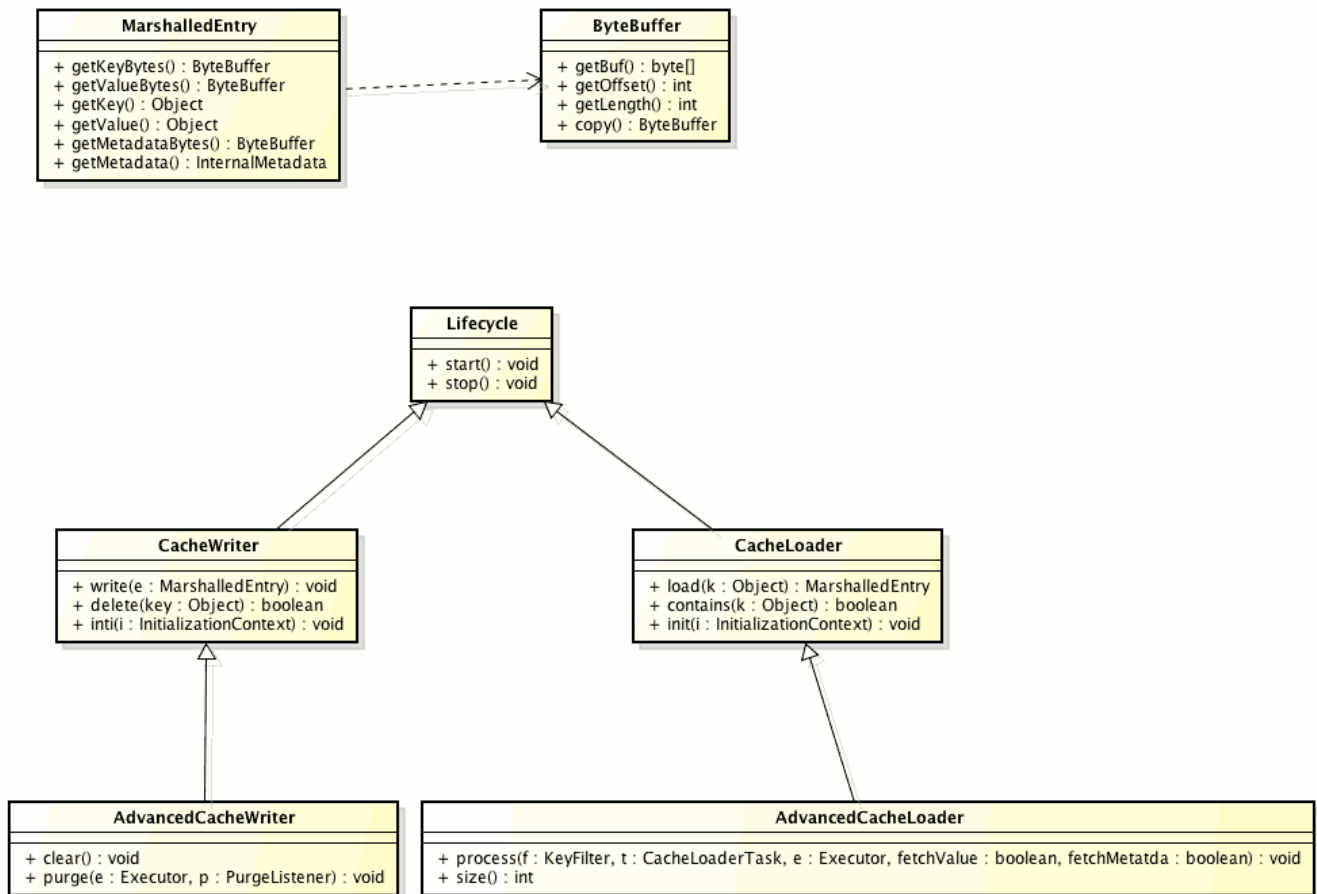 MarshalledEntry
+ getKeyBytes() : ByteBuffer
+ getValueBytes() : ByteBuffer
+ getKey() : Object
+ getValue() : Object
+ getMetadataBytes() : ByteBuffer
+ getMetadata() : InternalMetadata
ByteBuffer
+ getBuf() : byte[]
+ getOffset() : int
+ getLength() : int
+ copy() : ByteBuffer
Lifecycle
+ start() : void
+ stop() : void
CacheWriter
+ write(e : MarshalledEntry) : void
+ delete(key : Object) : boolean
+ inti(i : InitializationContext) : void
CacheLoader
+ load(k : Object) : MarshalledEntry
+ contains(k : Object) : boolean
+ init(i : InitializationContext) : void
AdvancedCacheWriter
+ clear() : void
+ purge(e : Executor, p : PurgeListener) : void
AdvancedCacheLoader
+ process(f : KeyFilter, t : CacheLoaderTask, e : Executor, fetchValue : boolean, fetchMetatda : boolean) : void
+ size() : int